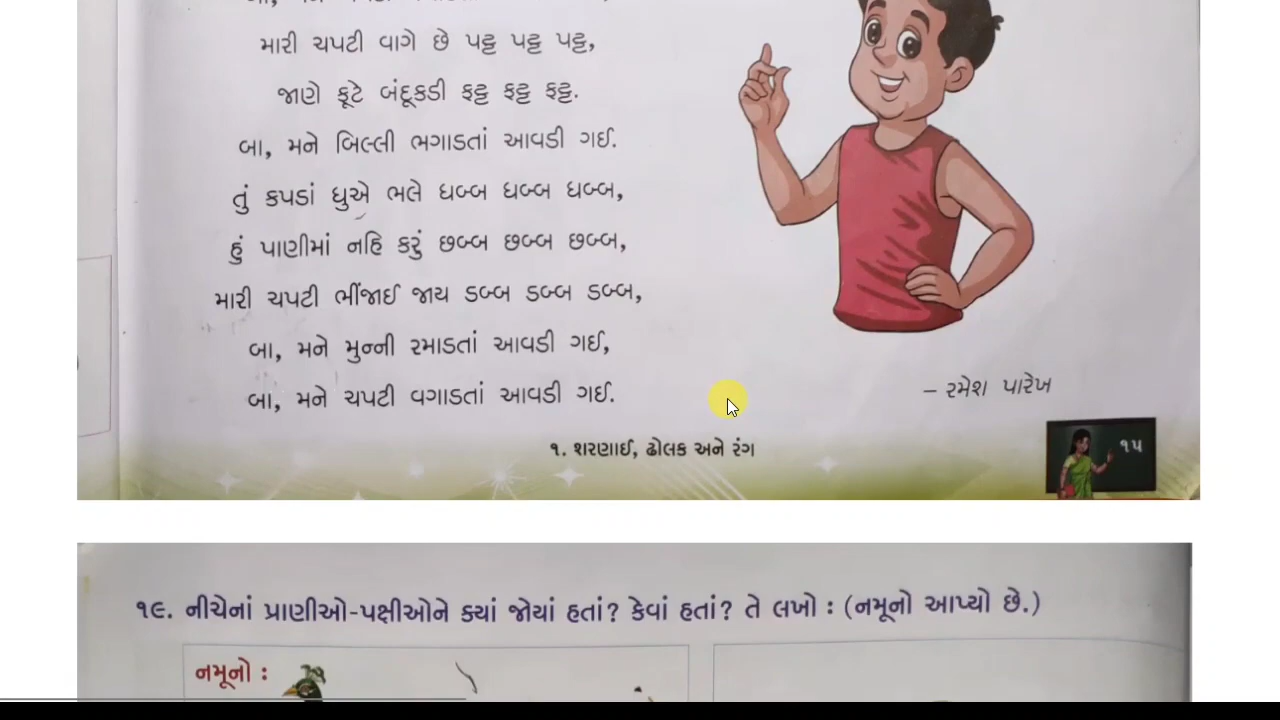 મારી ચપટી વાગે છે પટ્ટ પટ્ટ પટ્ટ,
જાણે ફૂટે બંદૂકડી ફટ્ટ ફટ્ટ ફટ્ટ.
બા, મને બિલ્લી ભગાડતાં આવડી ગઈ.
તું કપડાં ધુએ ભલે ધબ્બ ધબ્બ ધબ્બ,
હું પાણીમાં નહિ કરું છબ્બ છબ્બ છબ્બ,
મારી ચપટી ભીંજાઈ જાય ડબ્બ ડબ્બ ડબ્બ,
બા, મને મુન્ની રમાડતાં આવડી ગઈ,
બા, મને ચપટી વગાડતાં આવડી ગઈ.
– રમેશ પારેખ
૧. શરણાઈ, ઢોલક અને રંગ
૧૫
૧૯. નીચેનાં પ્રાણીઓ-પક્ષીઓને ક્યાં જોયાં હતાં? કેવાં હતાં? તે લખો : (નમૂનો આપ્યો છે.)
નમૂનો :